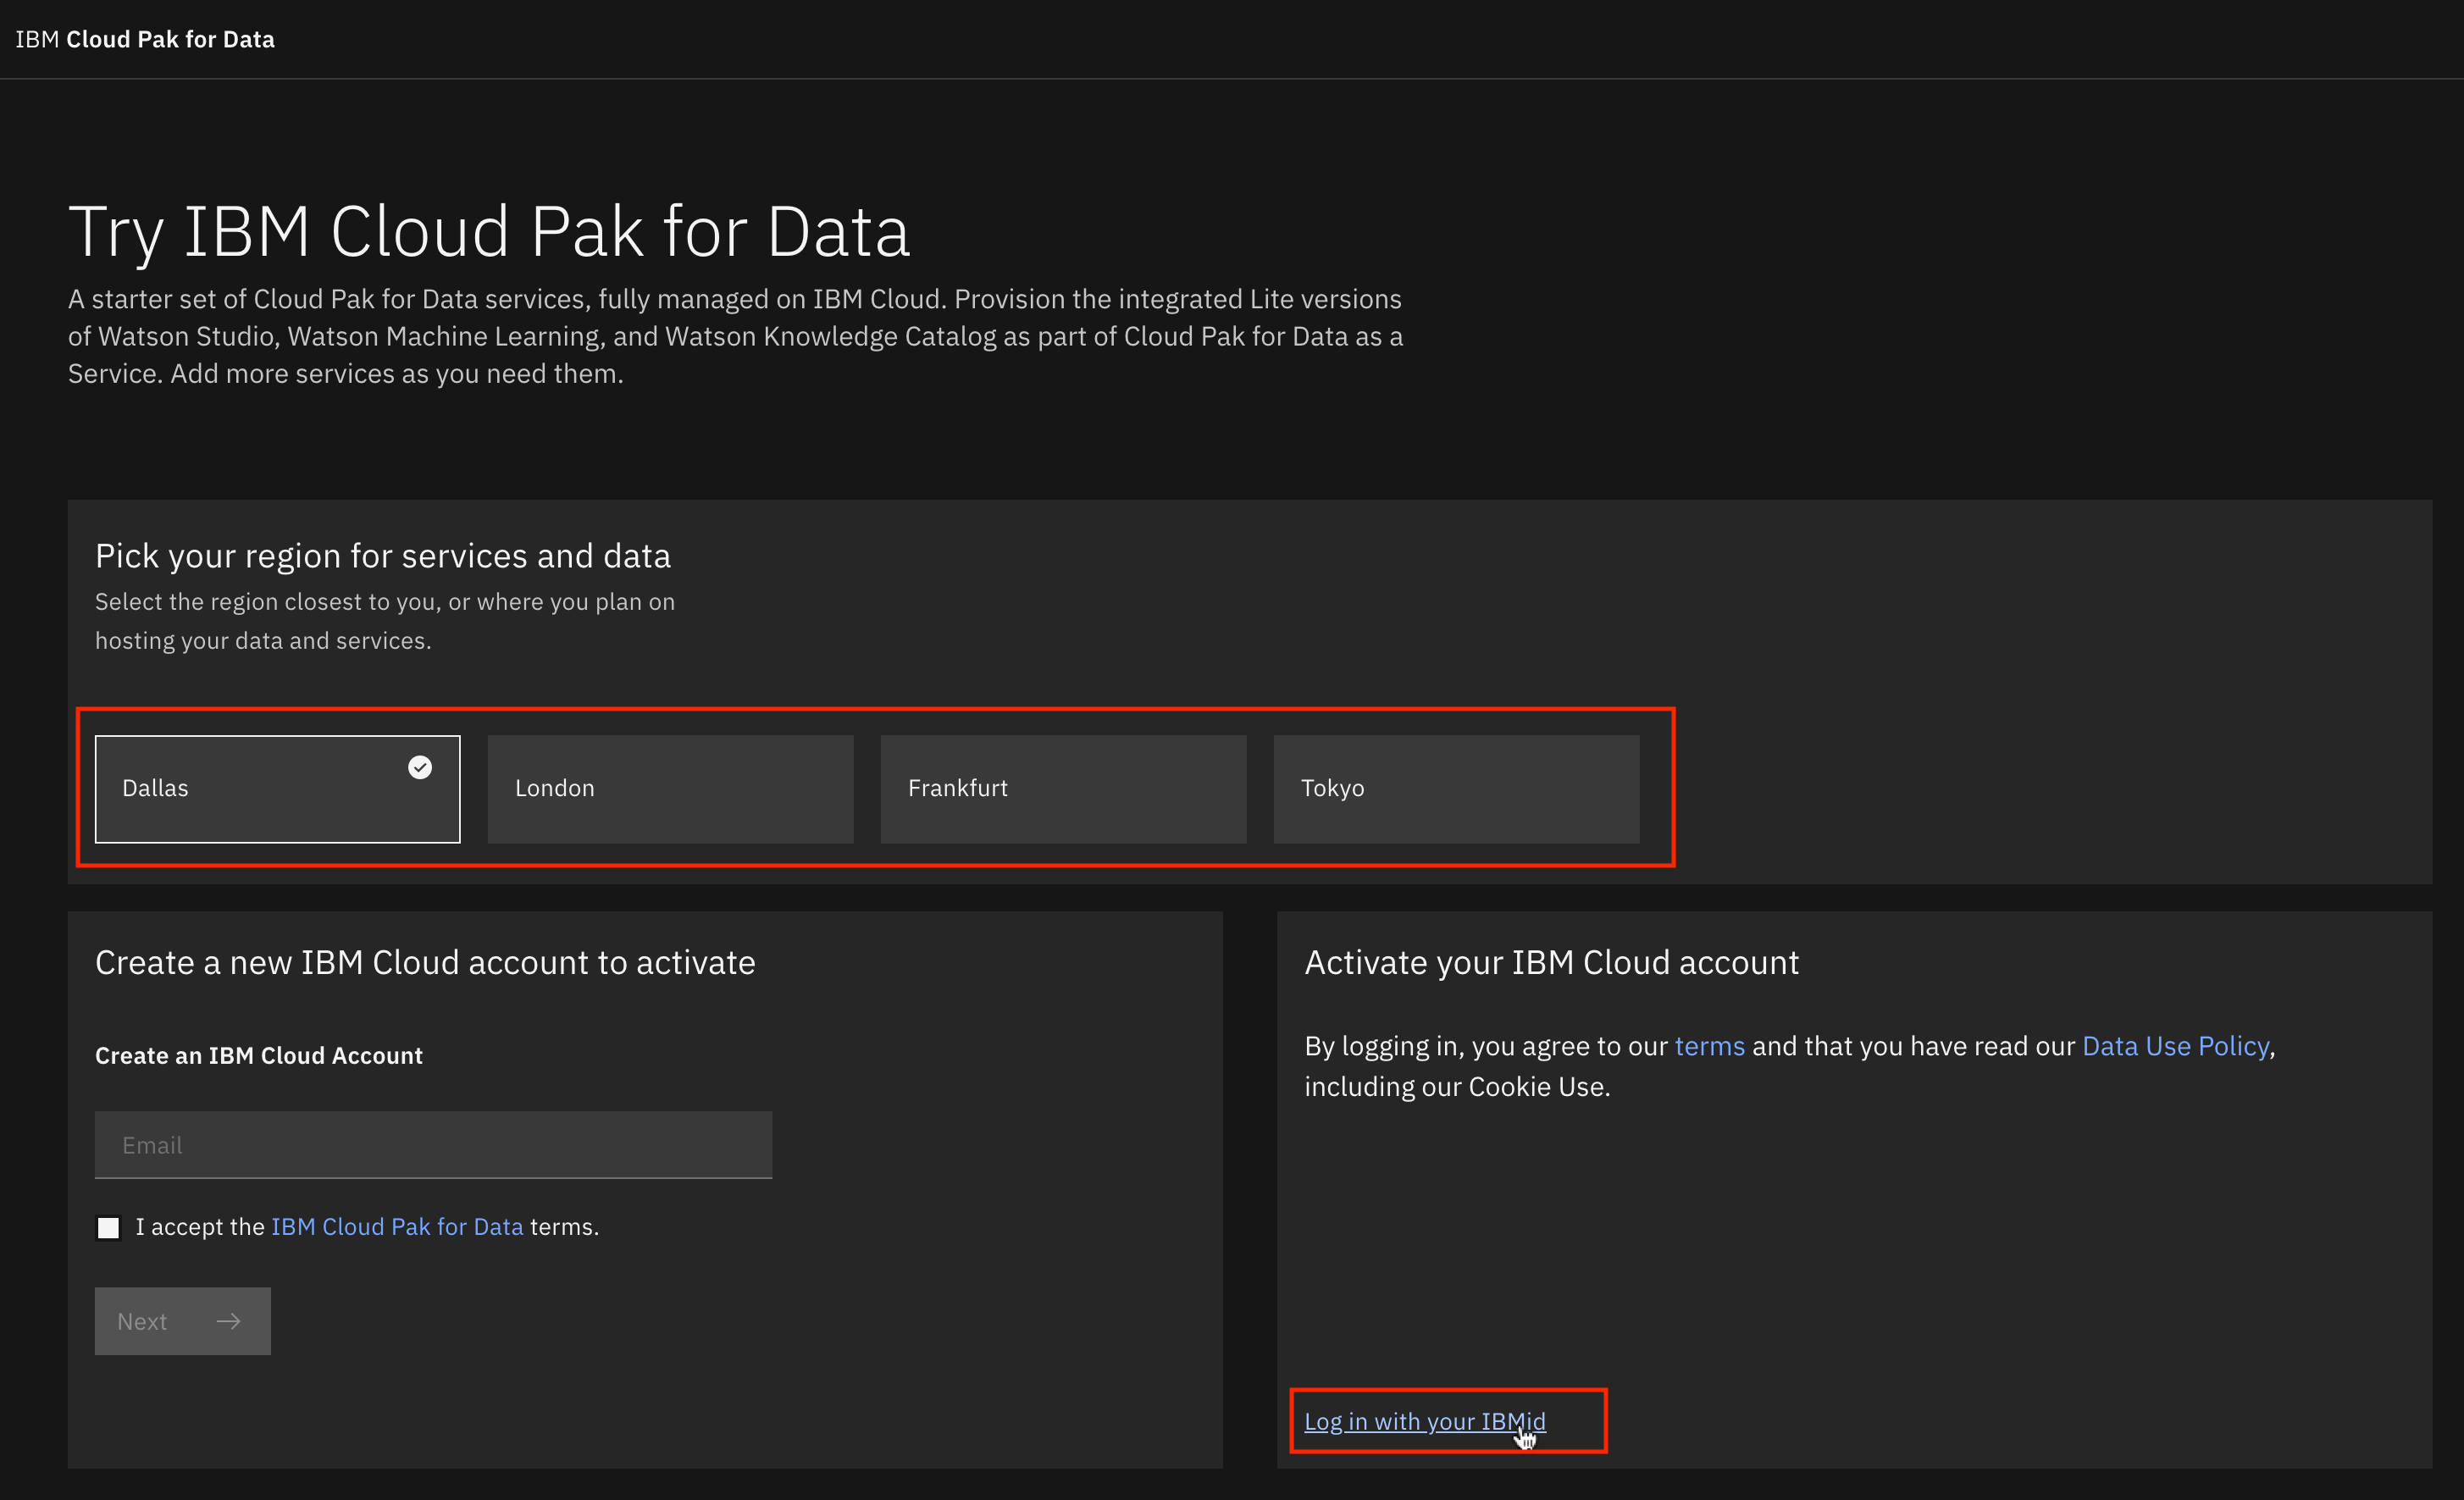 IBM Cloud Pak for Data
Try IBM Cloud Pak for Data
A starter set of Cloud Pak for Data services, fully managed on IBM Cloud. Provision the integrated Lite versions
of Watson Studio, Watson Machine Learning, and Watson Knowledge Catalog as part of Cloud Pak for Data as a
Service. Add more services as you need them.
Pick your region for services and data
Select the region closest to you, or where you plan on
hosting your data and services.
Dallas
London
Frankfurt
Tokyo
Create a new IBM Cloud account to activate
Create an IBM Cloud Account
Email
I accept the IBM Cloud Pak for Data terms.
Next
Activate your IBM Cloud account
By logging in, you agree to our terms and that you have read our Data Use Policy,
including our Cookie Use.
Log in with your IBMid